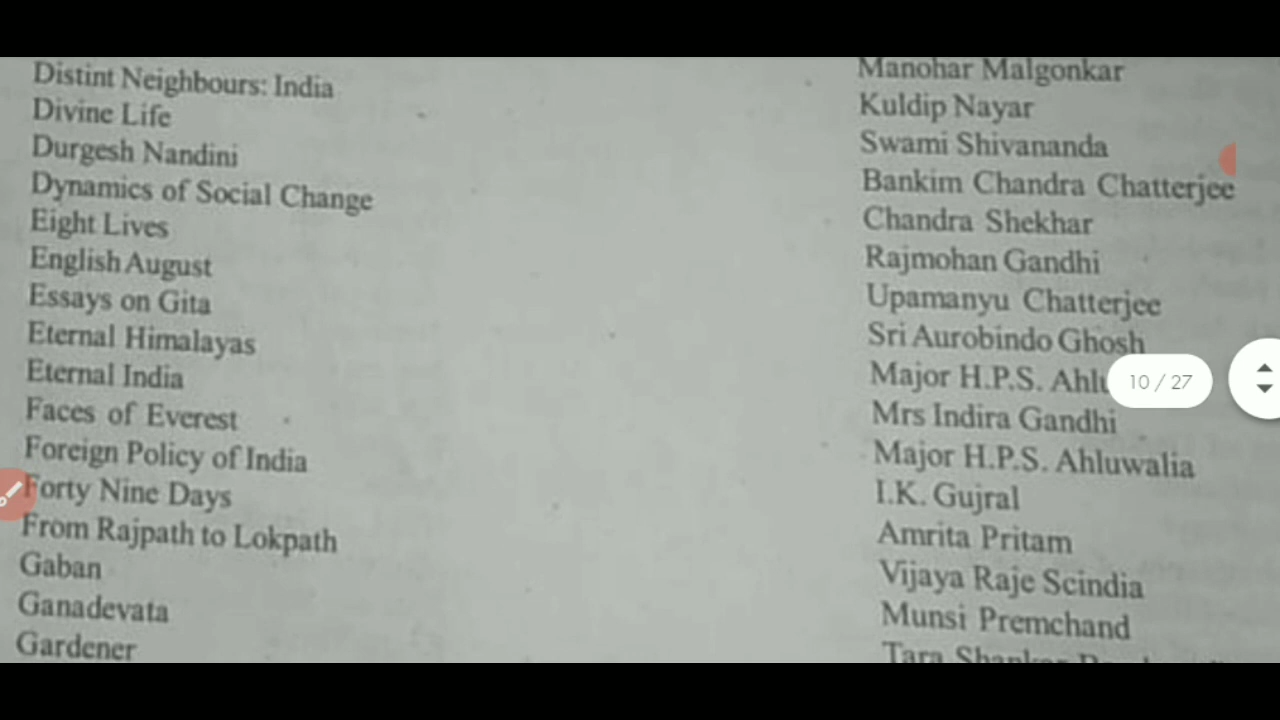 Distint Neighbours: India
Divine Life
Durgesh Nandini
Dynamics of Social Change
Eight Lives
English August
Essays on Gita
Eternal Himalayas
Eternal India
Faces of Everest
Foreign Policy of India
Forty Nine Days
From Rajpath to Lokpath
Gaban
Ganadevata
Gardener
Manohar Malgonkar
Kuldip Nayar
Swami Shivananda
Bankim Chandra Chatterjee
Chandra Shekhar
Rajmohan Gandhi
Upamanyu Chatterjee
Sri Aurobindo Ghosh
Major H.P.S.
Mrs Indira Gandhi
Major H.P.S. Ahluwalia
I.K. Gujral
Amrita Pritam
Vijaya Raje Scindia
Munsi Premchand
Tara Shankar
10 / 27